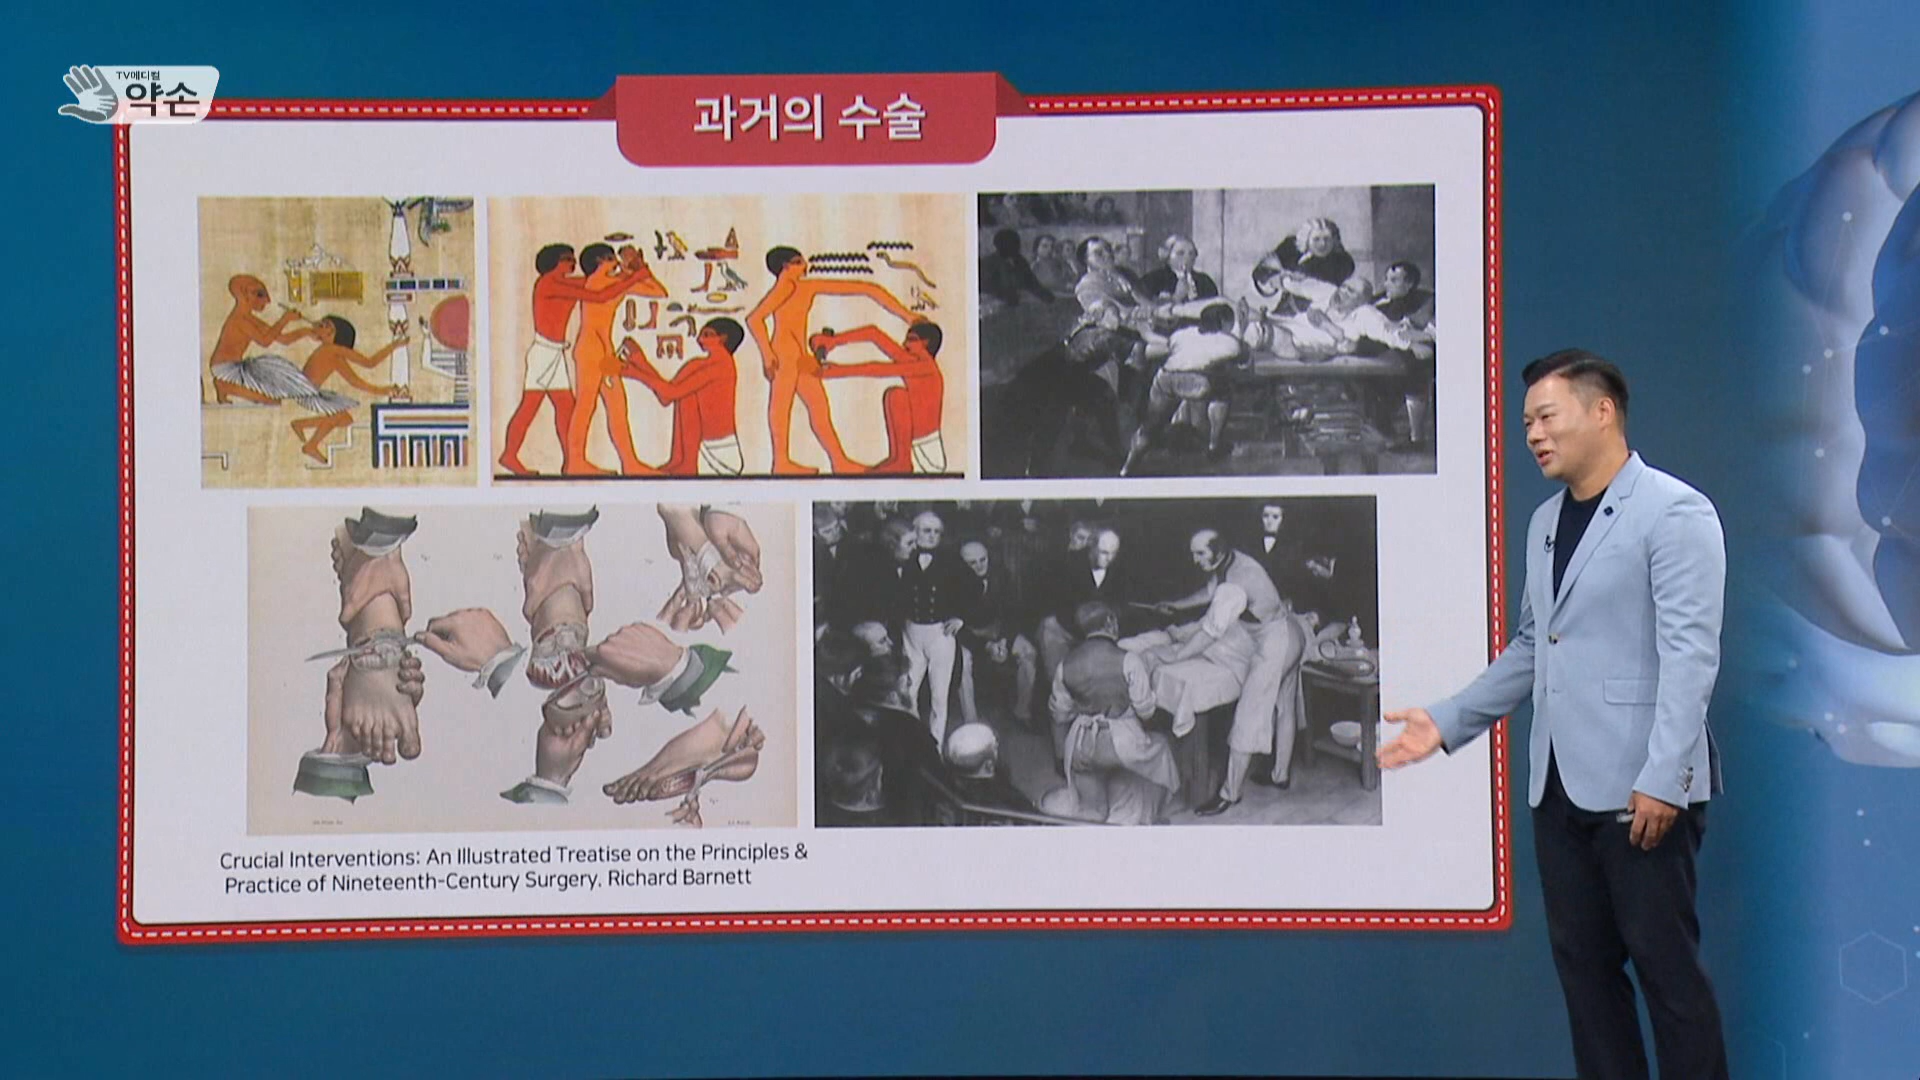 TV메디컬
약손
과거의 수술
Crucial Interventions: An Illustrated Treatise on the Principles &
Practice of Nineteenth-Century Surgery. Richard Barnett